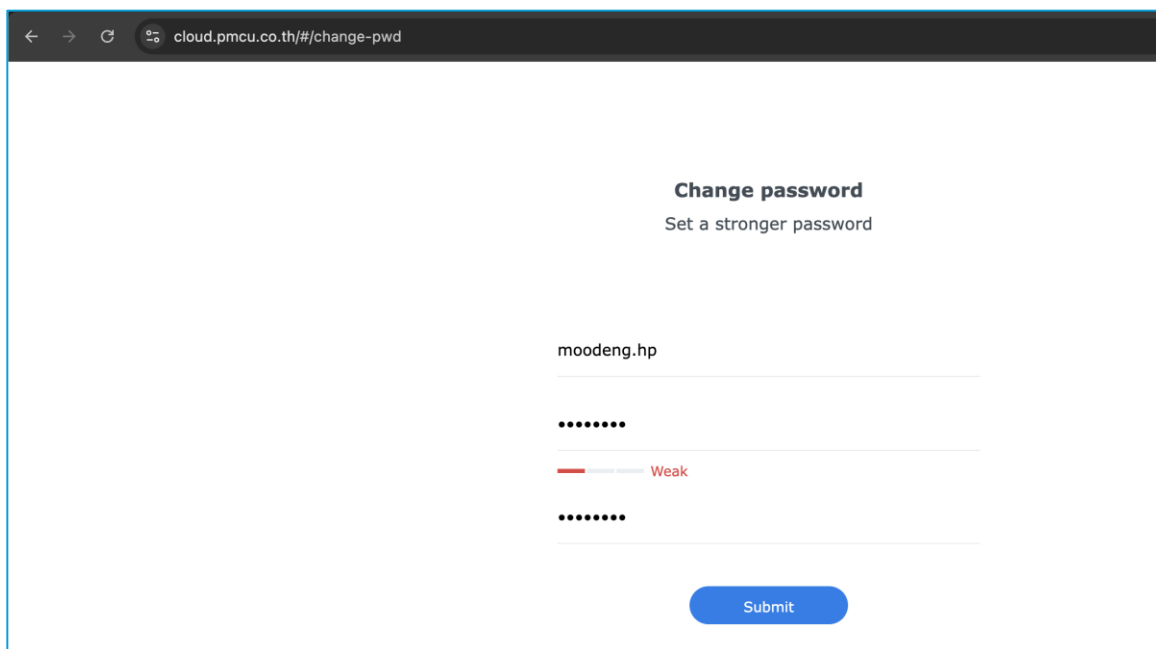 cloud.pmcu.co.th/#/change-pwd
Change password
Set a stronger password
moodeng.hp
••••••••
Weak
••••••••
Submit